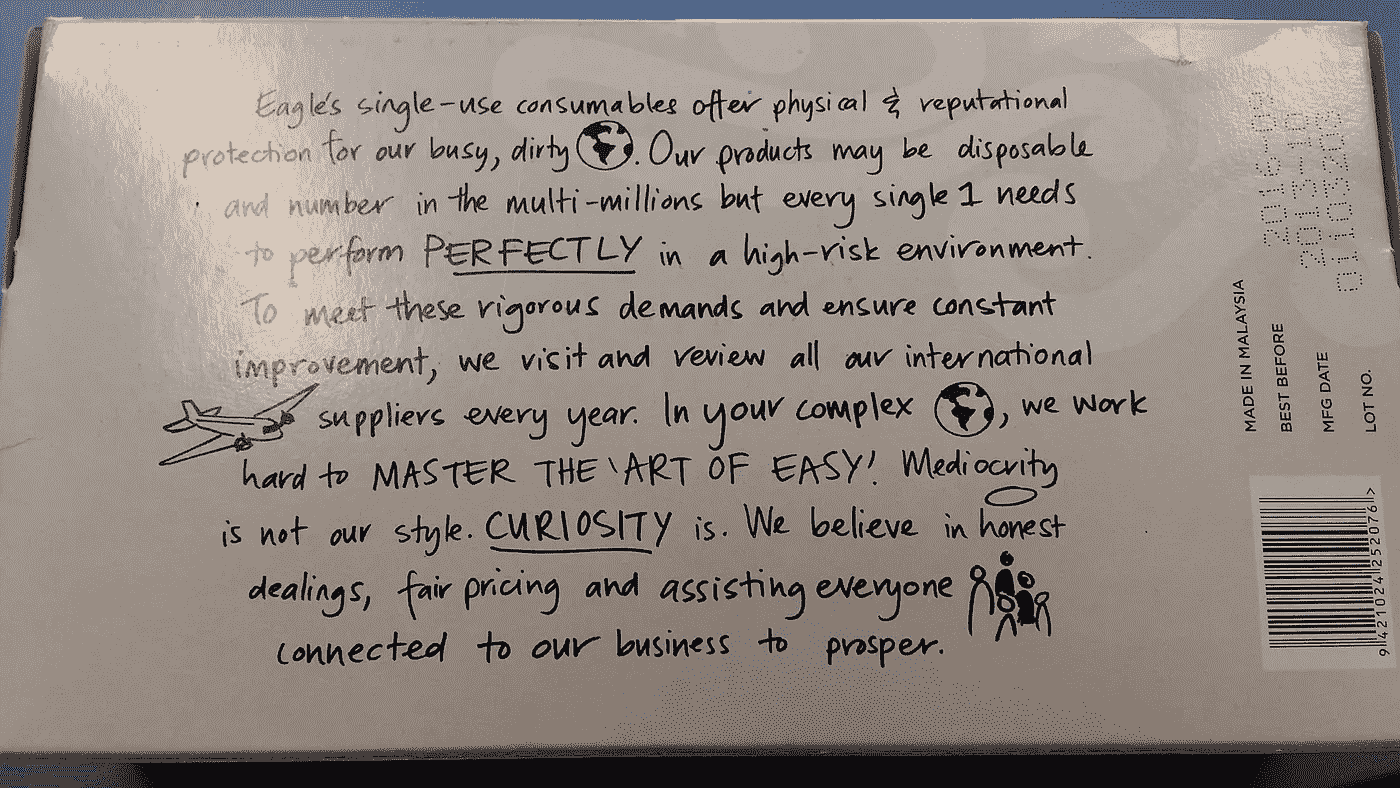 Eagle's single-use consumables offer physical & reputational
protection for our busy, dirty . Our products may be disposable
and number in the multi-millions but every single 1 needs
to perform PERFECTLY in a high-risk environment.
To meet these rigorous demands and ensure constant
improvement, we visit and review all our international
suppliers every year. In your complex , we work
hard to MASTER THE 'ART OF EASY'! Mediocrity
is not our style. CURIOSITY is. We believe in honest
dealings, fair pricing and assisting everyone
connected to our business to prosper.
MADE IN MALAYSIA
BEST BEFORE
MFG DATE
LOT NO.
9 421024 252076 >